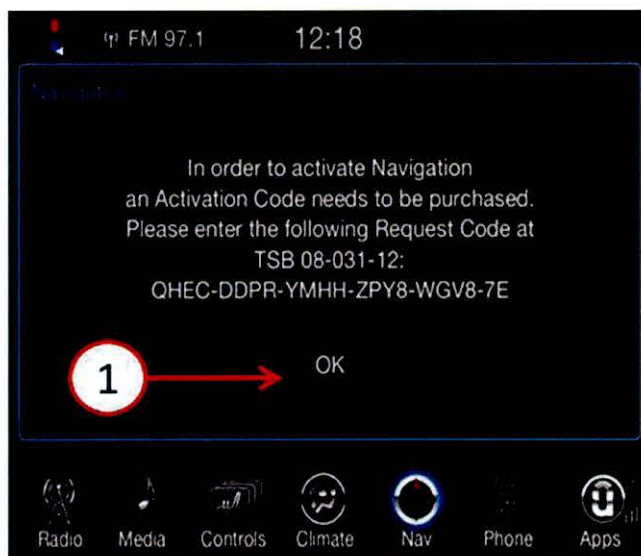 FM 97.1 12:18
Navigation
In order to activate Navigation
an Activation Code needs to be purchased.
Please enter the following Request Code at
TSB 08-031-12:
QHEC-DDPR-YMHH-ZPY8-WGV8-7E
OK
1
Radio Media Controls Climate Nav Phone Apps